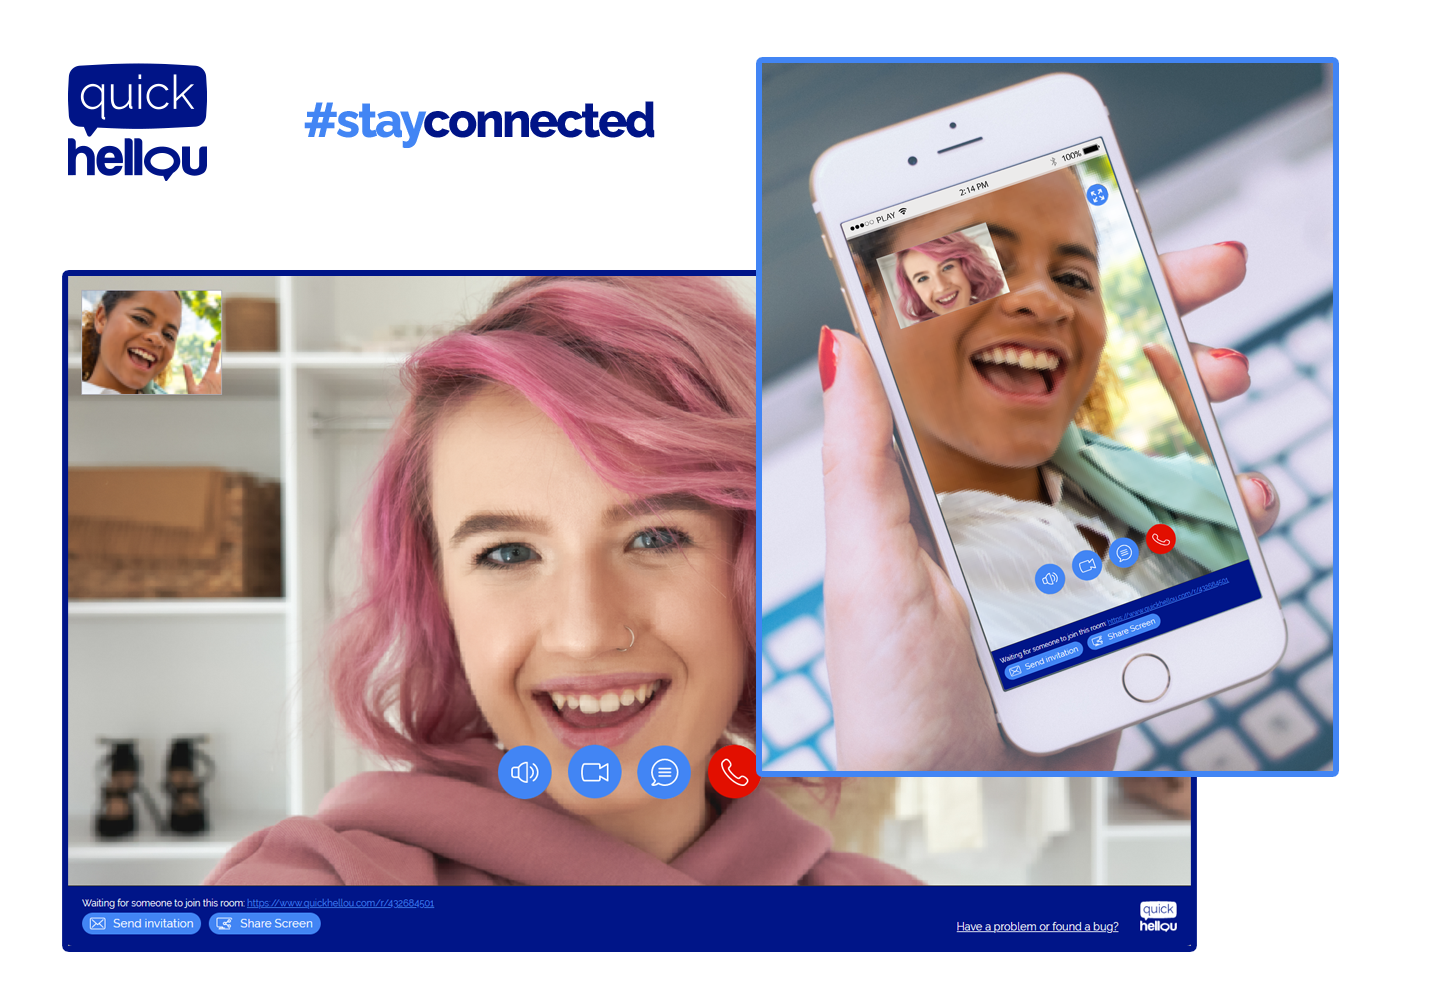 quick
hellou
#stayconnected
PLAY
2:14 PM
100%
Waiting for someone to join this room: https://www.quickhellou.com/r/432684501
Send invitation
Share Screen
Waiting for someone to join this room: https://www.quickhellou.com/r/432684501
Send invitation
Share Screen
Have a problem or found a bug?
quick
hellou